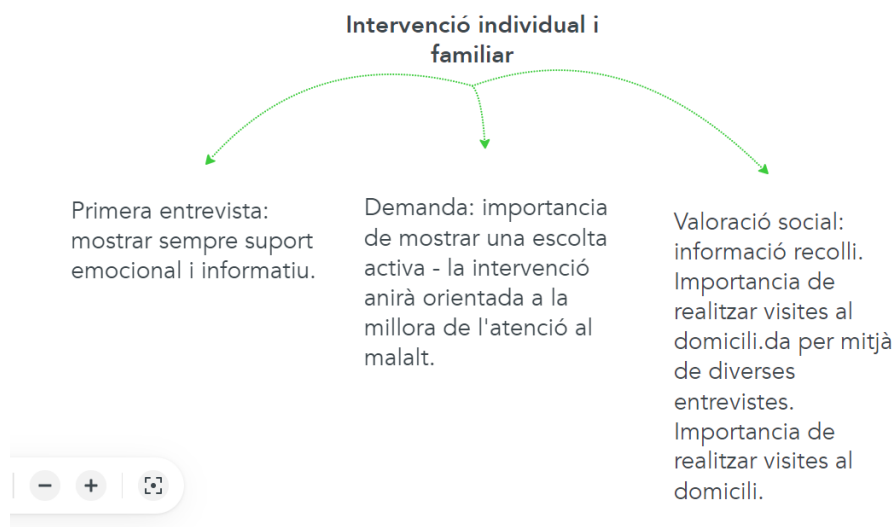 Intervenció individual i
familiar
Primera entrevista:
mostrar sempre suport
emocional i informatiu.
Demanda: importancia
de mostrar una escolta
activa - la intervenció
anirà orientada a la
millora de l'atenció al
malalt.
Valoració social:
informació recolli.
Importancia de
realitzar visites al
domicili.da per mitjà
de diverses
entrevistes.
Importancia de
realitzar visites al
domicili.